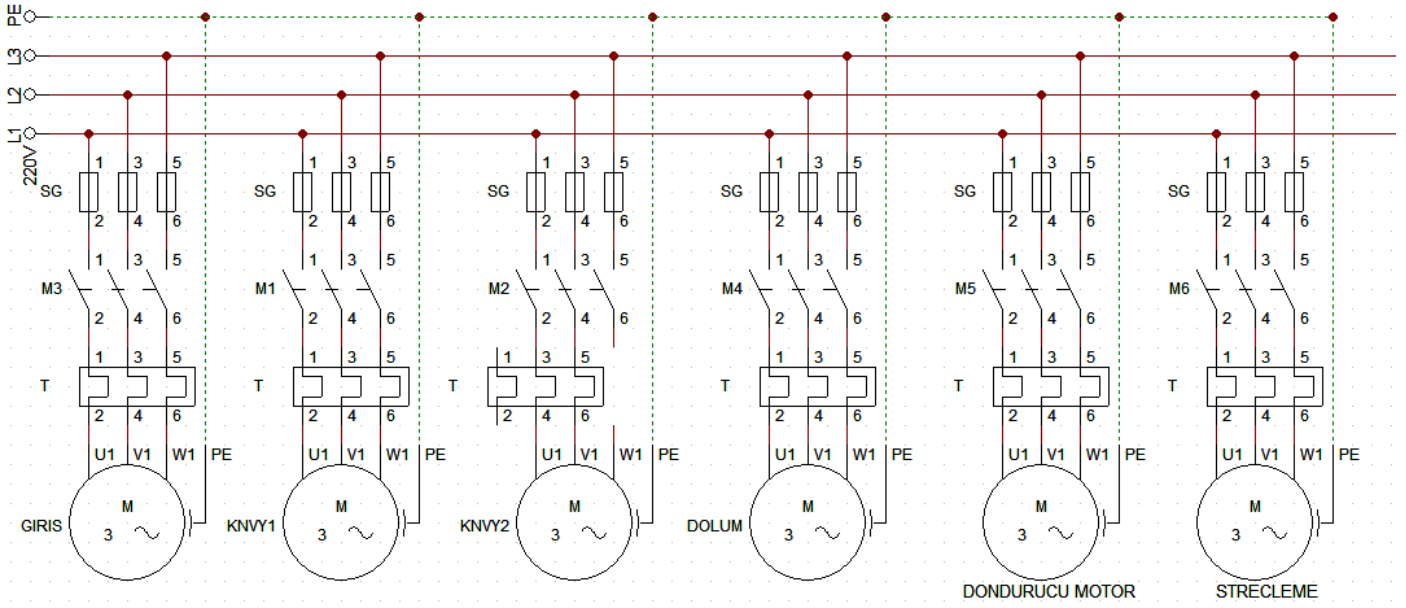 PE
L3
L2
L1
220V
1 3 5 1 3 5 1 3 5 1 3 5 1 3 5 1 3 5
SG SG SG SG SG SG
2 4 6 2 4 6 2 4 6 2 4 6 2 4 6 2 4 6
1 3 5 1 3 5 1 3 5 1 3 5 1 3 5 1 3 5
M3 M1 M2 M4 M5 M6
2 4 6 2 4 6 2 4 6 2 4 6 2 4 6 2 4 6
1 3 5 1 3 5 1 3 5 1 3 5 1 3 5 1 3 5
T T T T T T
2 4 6 2 4 6 2 4 6 2 4 6 2 4 6 2 4 6
U1 V1 W1 PE U1 V1 W1 PE U1 V1 W1 PE U1 V1 W1 PE U1 V1 W1 PE U1 V1 W1 PE
M M M M M M
GIRIS KNVY1 KNVY2 DOLUM
3 3 3 3 3 3
DONDURUCU MOTOR STRECLEME